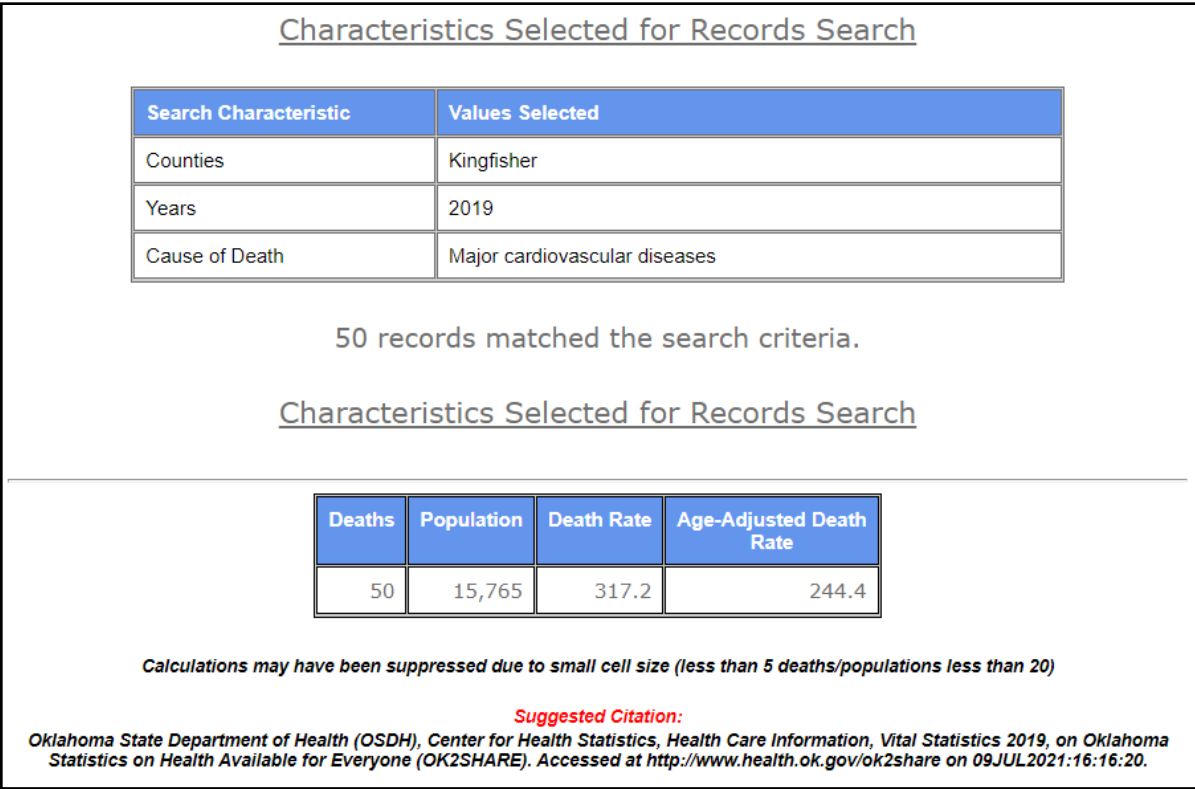 Characteristics Selected for Records Search
Search Characteristic Values Selected
Counties Kingfisher
Years 2019
Cause of Death Major cardiovascular diseases
50 records matched the search criteria.
Characteristics Selected for Records Search
Deaths Population Death Rate Age-Adjusted Death
Rate
50 15,765 317.2 244.4
Calculations may have been suppressed due to small cell size (less than 5 deaths/populations less than 20)
Suggested Citation:
Oklahoma State Department of Health (OSDH), Center for Health Statistics, Health Care Information, Vital Statistics 2019, on Oklahoma
Statistics on Health Available for Everyone (OK2SHARE). Accessed at http://www.health.ok.gov/ok2share on 09JUL2021:16:16:20.